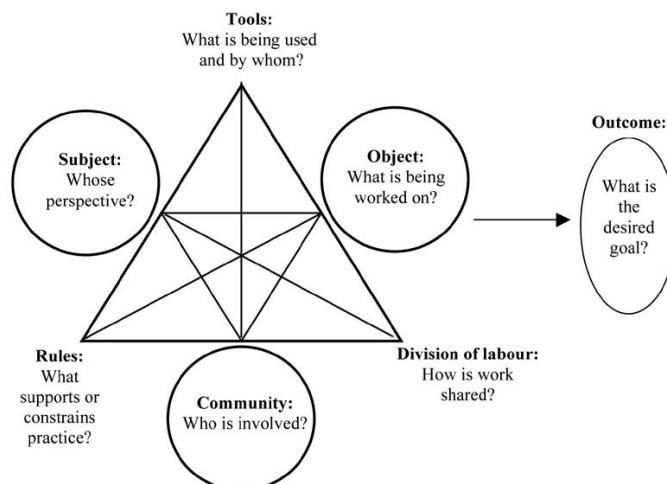 Tools:
What is being used
and by whom?
Subject:
Whose
perspective?
Object:
What is being
worked on?
Outcome:
What is
the
desired
goal?
Rules:
What
supports or
constrains
practice?
Community:
Who is involved?
Division of labour:
How is work
shared?